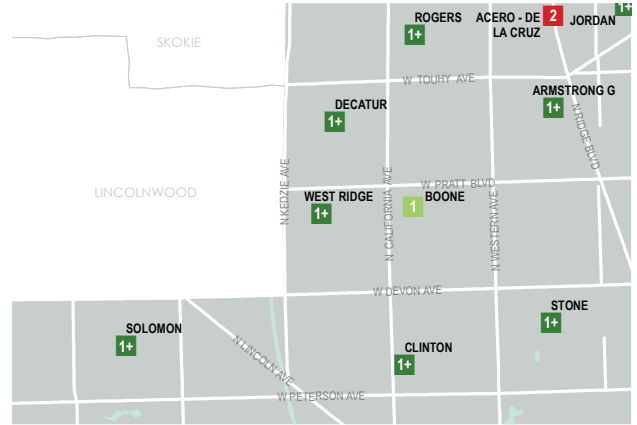 ROGERS
1+
ACERO - DE
LA CRUZ
2
JORDAN
1+
SKOKIE
W TOUHY AVE
DECATUR
1+
ARMSTRONG G
1+
N RIDGE BLVD
LINCOLNWOOD
N KEDZIE AVE
N CALIFORNIA AVE
W PRATT BLVD
N WESTERN AVE
WEST RIDGE
1+
BOONE
1
W DEVON AVE
SOLOMON
1+
N LINCOLN AVE
CLINTON
1+
STONE
1+
W PETERSON AVE